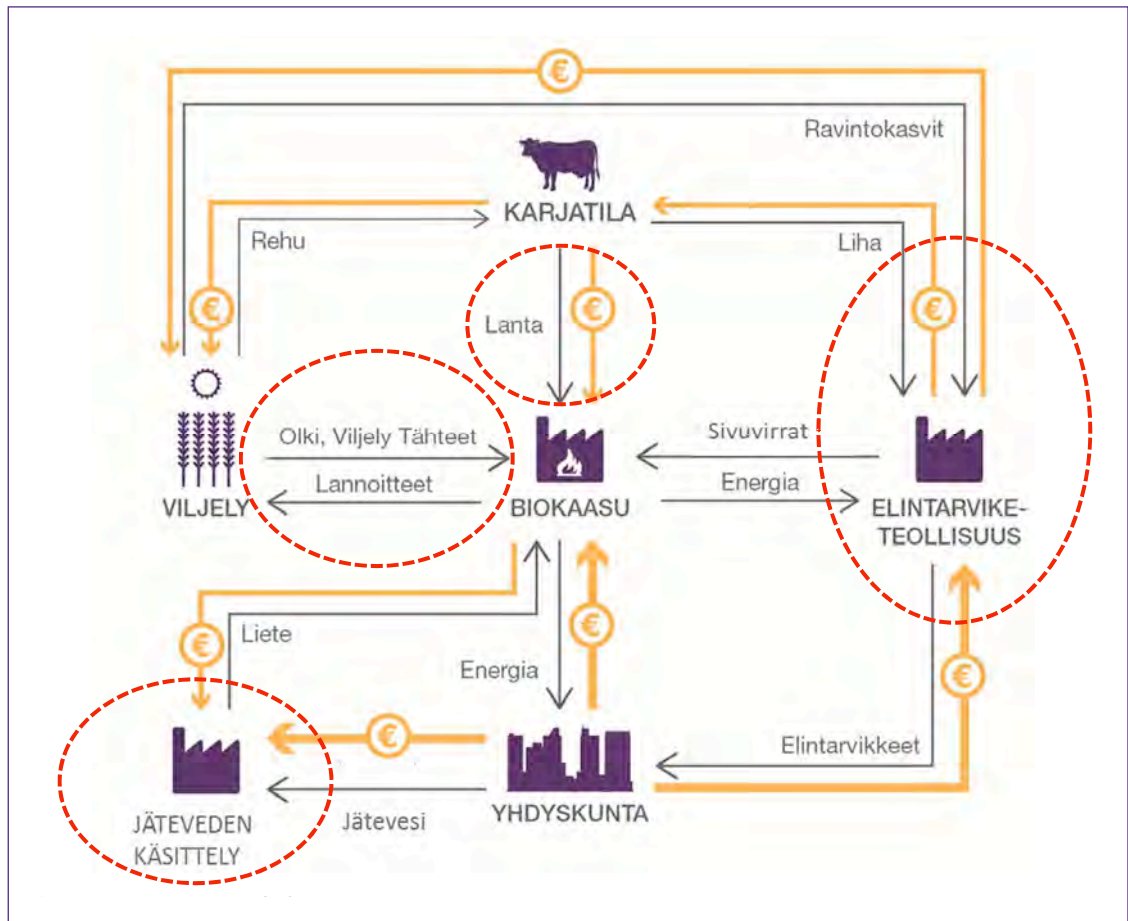 €
Ravintokasvit
KARJATILA
Rehu
Liha
€
€
€
Lanta
Olki, Viljely Tähteet
Sivuvirrat
Lannoitteet
Energia
VILJELY
BIOKAASU
ELINTARVIKE-
TEOLLISUUS
Liete
€
€
Energia
€
€
Elintarvikkeet
Jätevesi
YHDYSKUNTA
JÄTEVEDEN
KÄSITTELY